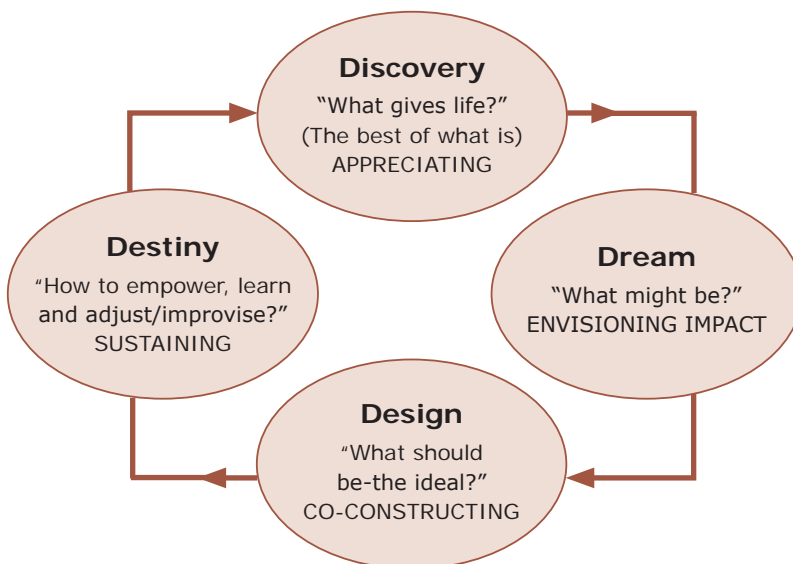 Discovery
“What gives life?”
(The best of what is)
APPRECIATING
Dream
“What might be?”
ENVISIONING IMPACT
Design
“What should
be-the ideal?”
CO-CONSTRUCTING
Destiny
“How to empower, learn
and adjust/improvise?”
SUSTAINING